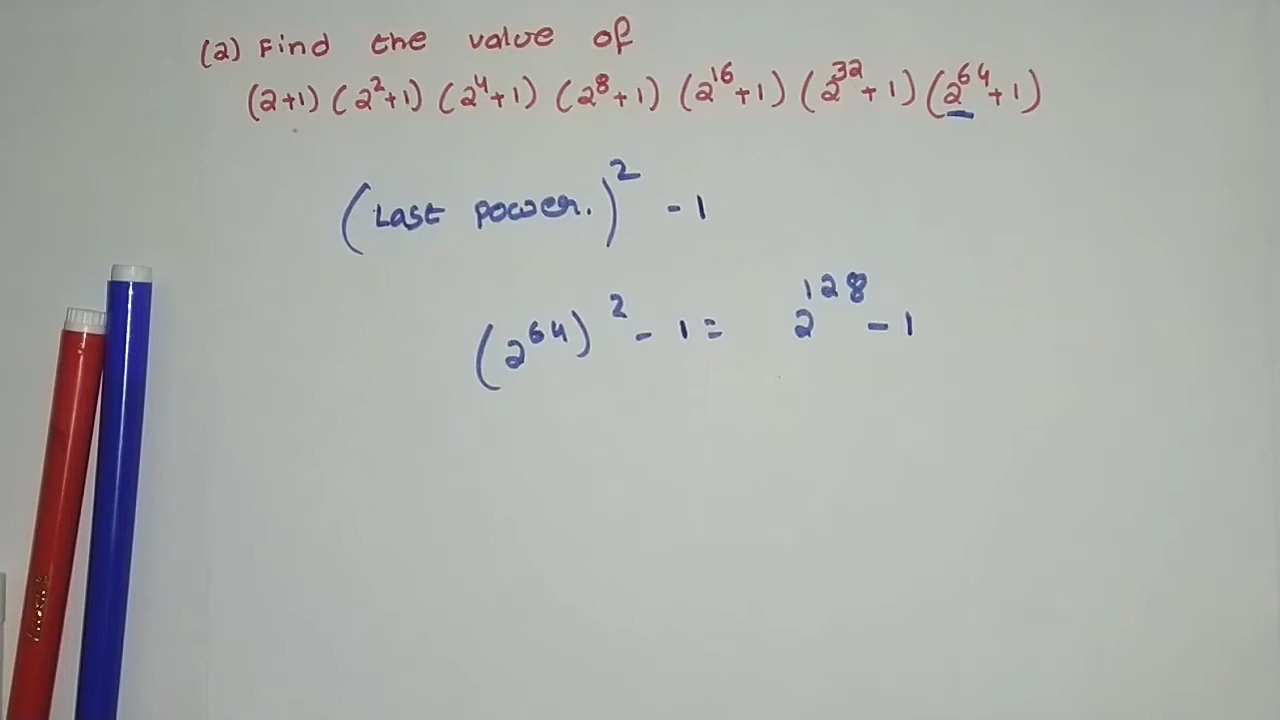 (2) Find the value of
(2+1) (2²+1) (2⁴+1) (2⁸+1) (2¹⁶+1) (2³²+1) (2⁶⁴+1)
(Last power.)² - 1
(2⁶⁴)² - 1 = 2¹²⁸ - 1